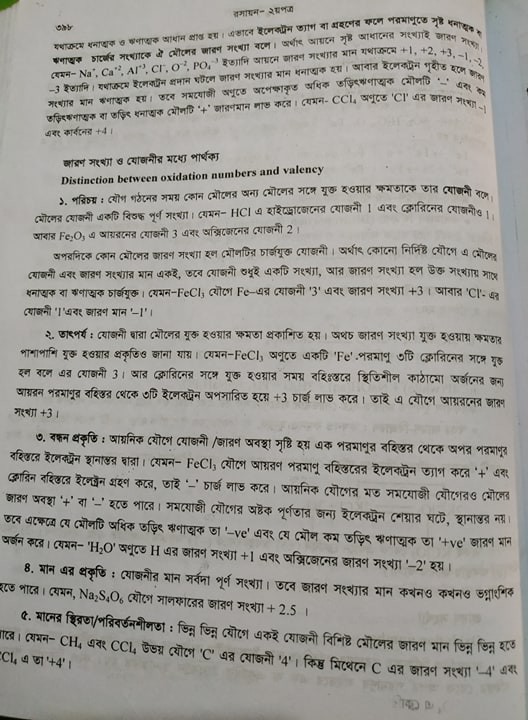 রসায়ন- ২য়পত্র
৩৯৮
যথাক্রমে ধনাত্মক ও ঋণাত্মক আধান প্রাপ্ত হয়। এভাবে ইলেকট্রন ত্যাগ বা গ্রহণের ফলে পরমাণুতে সৃষ্ট ধনাত্মক বা
ঋণাত্মক চার্জের সংখ্যাকে ঐ মৌলের জারণ সংখ্যা বলে। অর্থাৎ আয়নে সৃষ্ট আধানের সংখ্যাই জারণ সংখ্যা।
যেমন– Na⁺, Ca⁺², Al⁺³, Cl⁻, O⁻², PO₄⁻³ ইত্যাদি আয়নে জারণ সংখ্যার মান যথাক্রমে +1, +2, +3, –1, –2,
–3 ইত্যাদি। যথাক্রমে ইলেকট্রন প্রদান ঘটলে জারণ সংখ্যার মান ধনাত্মক হয়। আবার ইলেকট্রন গৃহীত হলে জারণ
সংখ্যার মান ঋণাত্মক হয়। তবে সমযোজী অণুতে অপেক্ষাকৃত অধিক তড়িৎঋণাত্মক মৌলটি '–' এবং কম
তড়িৎঋণাত্মক বা তড়িৎ ধনাত্মক মৌলটি '+' জারণমান লাভ করে। যেমন- CCl₄ অণুতে 'Cl' এর জারণ সংখ্যা –1
এবং কার্বনের +4।
জারণ সংখ্যা ও যোজনীর মধ্যে পার্থক্য
Distinction between oxidation numbers and valency
১. পরিচয় : যৌগ গঠনের সময় কোন মৌলের অন্য মৌলের সঙ্গে যুক্ত হওয়ার ক্ষমতাকে তার যোজনী বলে।
মৌলের যোজনী একটি বিশুদ্ধ পূর্ণ সংখ্যা। যেমন– HCl এ হাইড্রোজেনের যোজনী 1 এবং ক্লোরিনের যোজনীও 1।
আবার Fe₂O₃ এ আয়রনের যোজনী 3 এবং অক্সিজেনের যোজনী 2।
অপরদিকে কোন মৌলের জারণ সংখ্যা হল মৌলটির চার্জযুক্ত যোজনী। অর্থাৎ কোনো নির্দিষ্ট যৌগে এ মৌলের
যোজনী এবং জারণ সংখ্যার মান একই, তবে যোজনী শুধুই একটি সংখ্যা, আর জারণ সংখ্যা হল উক্ত সংখ্যায় সাথে
ধনাত্মক বা ঋণাত্মক চার্জযুক্ত। যেমন–FeCl₃ যৌগে Fe–এর যোজনী '3' এবং জারণ সংখ্যা +3। আবার 'Cl'- এর
যোজনী '1'এবং জারণ মান '–1'।
২. তাৎপর্য : যোজনী দ্বারা মৌলের যুক্ত হওয়ার ক্ষমতা প্রকাশিত হয়। অথচ জারণ সংখ্যা যুক্ত হওয়ায় ক্ষমতার
পাশাপাশি যুক্ত হওয়ার প্রকৃতিও জানা যায়। যেমন–FeCl₃ অণুতে একটি 'Fe' -পরমাণু ৩টি ক্লোরিনের সঙ্গে যুক্ত
হল বলে এর যোজনী 3। আর ক্লোরিনের সঙ্গে যুক্ত হওয়ার সময় বহিঃস্তরে স্থিতিশীল কাঠামো অর্জনের জন্য
আয়রন পরমাণুর বহিস্তর থেকে ৩টি ইলেকট্রন অপসারিত হয়ে +3 চার্জ লাভ করে। তাই এ যৌগে আয়রনের জারণ
সংখ্যা +3।
৩. বন্ধন প্রকৃতি : আয়নিক যৌগে যোজনী /জারণ অবস্থা সৃষ্টি হয় এক পরমাণুর বহিস্তর থেকে অপর পরমাণুর
বহিস্তরে ইলেকট্রন স্থানান্তর দ্বারা। যেমন– FeCl₃ যৌগে আয়রণ পরমাণু বহিস্তরের ইলেকট্রন ত্যাগ করে '+' এবং
ক্লোরিন বহিস্তরে ইলেক্ট্রন গ্রহণ করে, তাই '–' চার্জ লাভ করে। আয়নিক যৌগের মত সমযোজী যৌগেরও মৌলের
জারণ অবস্থা '+' বা '–' হতে পারে। সমযোজী যৌগের অষ্টক পূর্ণতার জন্য ইলেকট্রন শেয়ার ঘটে, স্থানান্তর নয়।
তবে এক্ষেত্রে যে মৌলটি অধিক তড়িৎ ঋণাত্মক তা '–ve' এবং যে মৌল কম তড়িৎ ঋণাত্মক তা '+ve' জারণ মান
অর্জন করে। যেমন– 'H₂O' অণুতে H এর জারণ সংখ্যা +1 এবং অক্সিজেনের জারণ সংখ্যা '–2' হয়।
৪. মান এর প্রকৃতি : যোজনীর মান সর্বদা পূর্ণ সংখ্যা। তবে জারণ সংখ্যার মান কখনও কখনও ভগ্নাংশিক
হতে পারে। যেমন, Na₂S₄O₆ যৌগে সালফারের জারণ সংখ্যা + 2.5 ।
৫. মানের স্থিরতা/পরিবর্তনশীলতা : ভিন্ন ভিন্ন যৌগে একই যোজনী বিশিষ্ট মৌলের জারণ মান ভিন্ন ভিন্ন হতে
পারে। যেমন– CH₄ এবং CCl₄ উভয় যৌগে 'C' এর যোজনী '4'। কিন্তু মিথেনে C এর জারণ সংখ্যা '–4' এবং
CCl₄ এ তা '+4'।